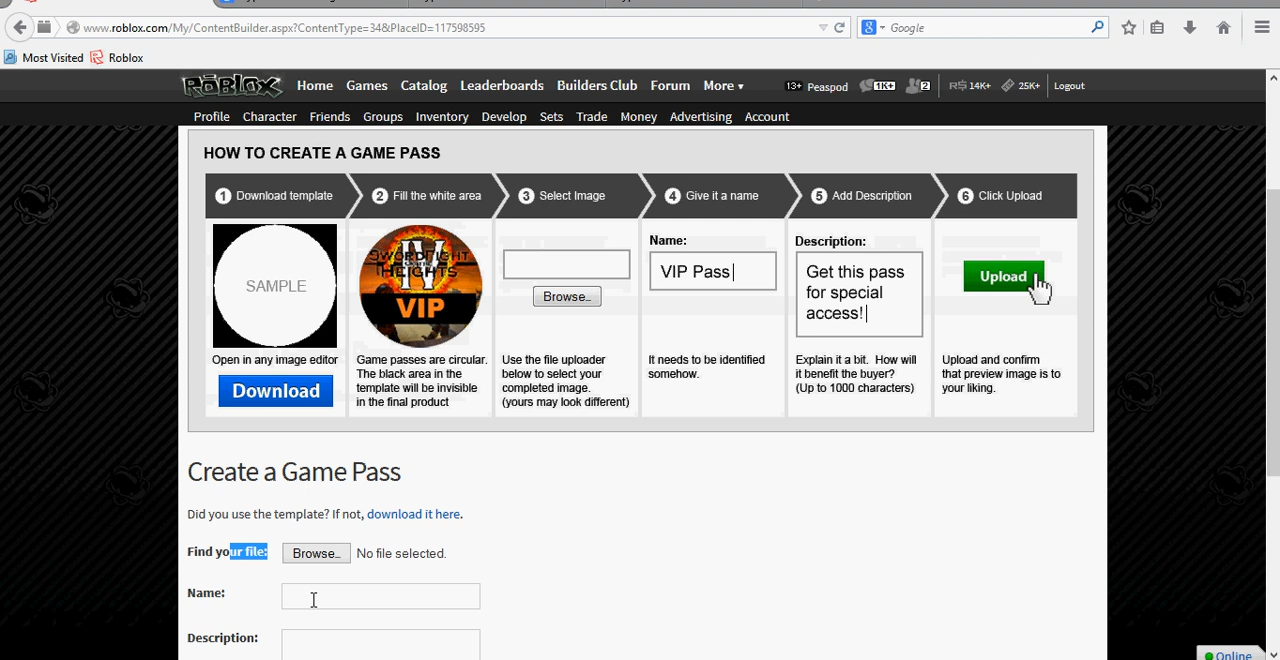 www.roblox.com/My/ContentBuilder.aspx?ContentType=34&PlaceID=117598595
Google
Most Visited Roblox
ROBLOX Home Games Catalog Leaderboards Builders Club Forum More 13+ Peaspod 1K+ 2 R$ 14K+ 25K+ Logout
Profile Character Friends Groups Inventory Develop Sets Trade Money Advertising Account
HOW TO CREATE A GAME PASS
1 Download template 2 Fill the white area 3 Select Image 4 Give it a name 5 Add Description 6 Click Upload
SAMPLE
Open in any image editor
Download
SWORDFIGHT
HEIGHTS
IV
VIP
Game passes are circular.
The black area in the
template will be invisible
in the final product
Browse...
Use the file uploader
below to select your
completed image.
(yours may look different)
Name:
VIP Pass
It needs to be identified
somehow.
Description:
Get this pass
for special
access!
Explain it a bit. How will
it benefit the buyer?
(Up to 1000 characters)
Upload
Upload and confirm
that preview image is to
your liking.
Create a Game Pass
Did you use the template? If not, download it here.
Find your file: Browse... No file selected.
Name:
Description:
Online